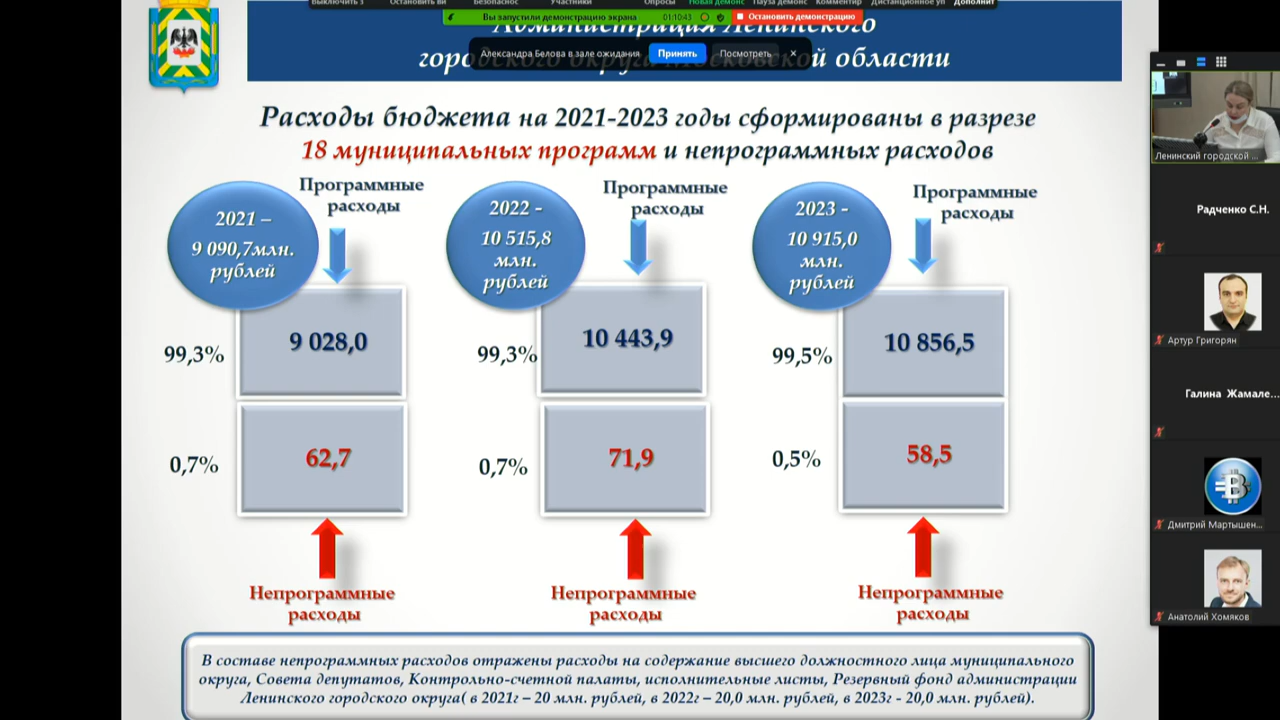 Выключить з Остановить ви Безопаснос Участники Опросы Новая демонс Пауза демонс Комментир Дистанционное уп Дополнит
Вы запустили демонстрацию экрана 01:10:43 Остановить демонстрацию
Администрация Ленинского
Александра Белова в зале ожидания Принять Посмотреть ×
городского округа Московской области
Расходы бюджета на 2021-2023 годы сформированы в разрезе
18 муниципальных программ и непрограммных расходов
2021 –
9 090,7млн.
рублей
Программные
расходы
9 028,0
99,3%
62,7
0,7%
Непрограммные
расходы
2022 -
10 515,8
млн.
рублей
Программные
расходы
10 443,9
99,3%
71,9
0,7%
Непрограммные
расходы
2023 -
10 915,0
млн.
рублей
Программные
расходы
10 856,5
99,5%
58,5
0,5%
Непрограммные
расходы
В составе непрограммных расходов отражены расходы на содержание высшего должностного лица муниципального
округа, Совета депутатов, Контрольно-счетной палаты, исполнительные листы, Резервный фонд администрации
Ленинского городского округа( в 2021г – 20 млн. рублей, в 2022г – 20,0 млн. рублей, в 2023г - 20,0 млн. рублей).
Ленинский городской ...
Радченко С.Н.
Артур Григорян
Галина Жамале...
Дмитрий Мартышен...
Анатолий Хомяков